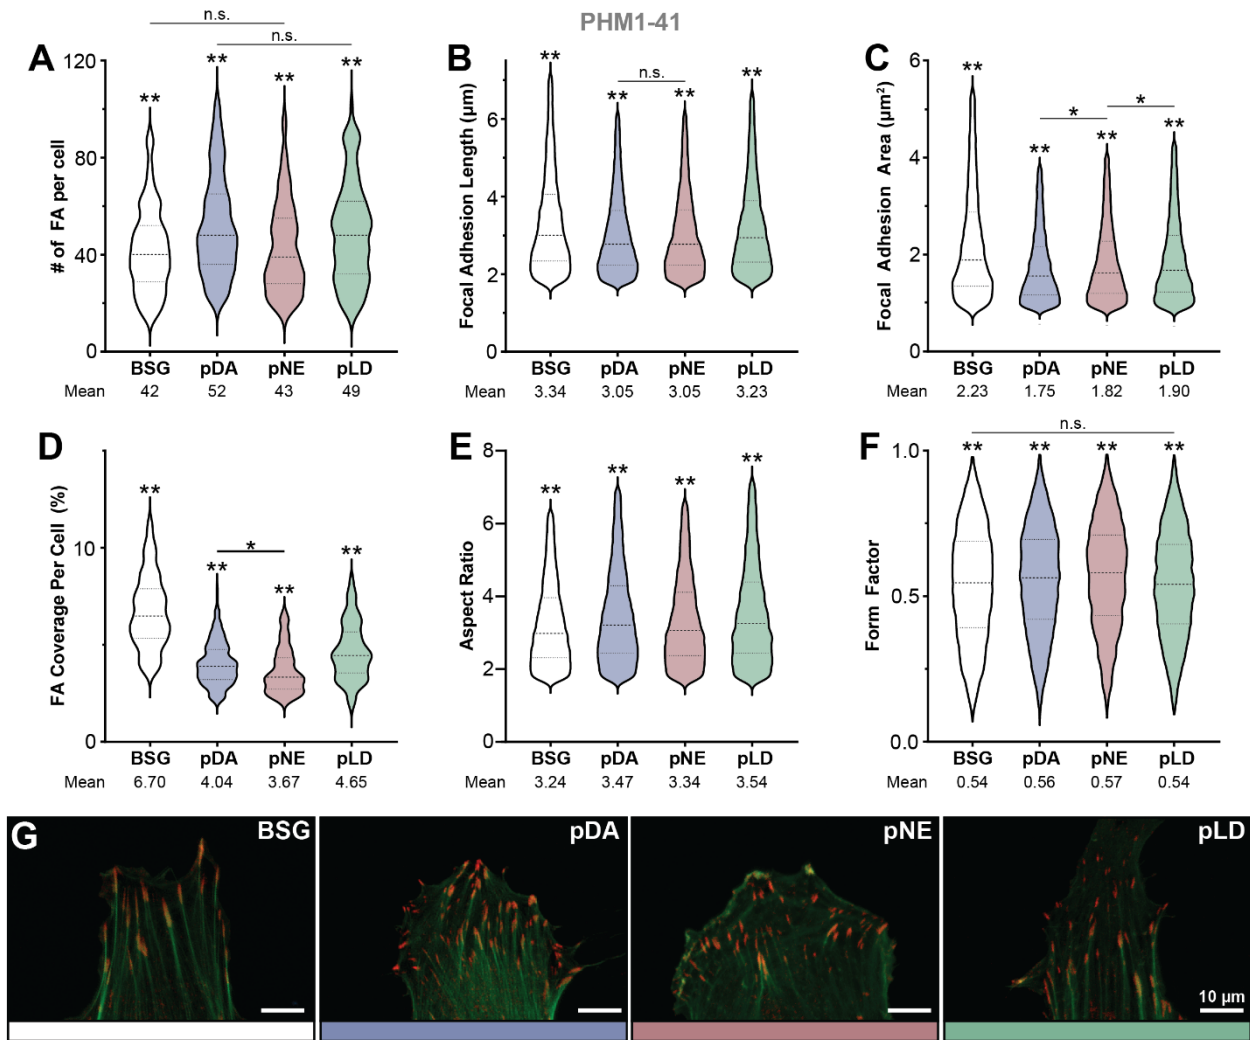 PHM1-41
A
n.s.
n.s.
# of FA per cell
120
80
40
0
** ** ** **
BSG pDA pNE pLD
Mean 42 52 43 49
B
n.s.
Focal Adhesion Length (µm)
6
4
2
0
** ** ** **
BSG pDA pNE pLD
Mean 3.34 3.05 3.05 3.23
C
* *
Focal Adhesion Area (µm²)
6
4
2
0
** ** ** **
BSG pDA pNE pLD
Mean 2.23 1.75 1.82 1.90
D
*
FA Coverage Per Cell (%)
10
0
** ** ** **
BSG pDA pNE pLD
Mean 6.70 4.04 3.67 4.65
E
Aspect Ratio
8
6
4
2
0
** ** ** **
BSG pDA pNE pLD
Mean 3.24 3.47 3.34 3.54
F
n.s.
Form Factor
1.0
0.5
0.0
** ** ** **
BSG pDA pNE pLD
Mean 0.54 0.56 0.57 0.54
G
BSG
pDA
pNE
pLD
10 µm